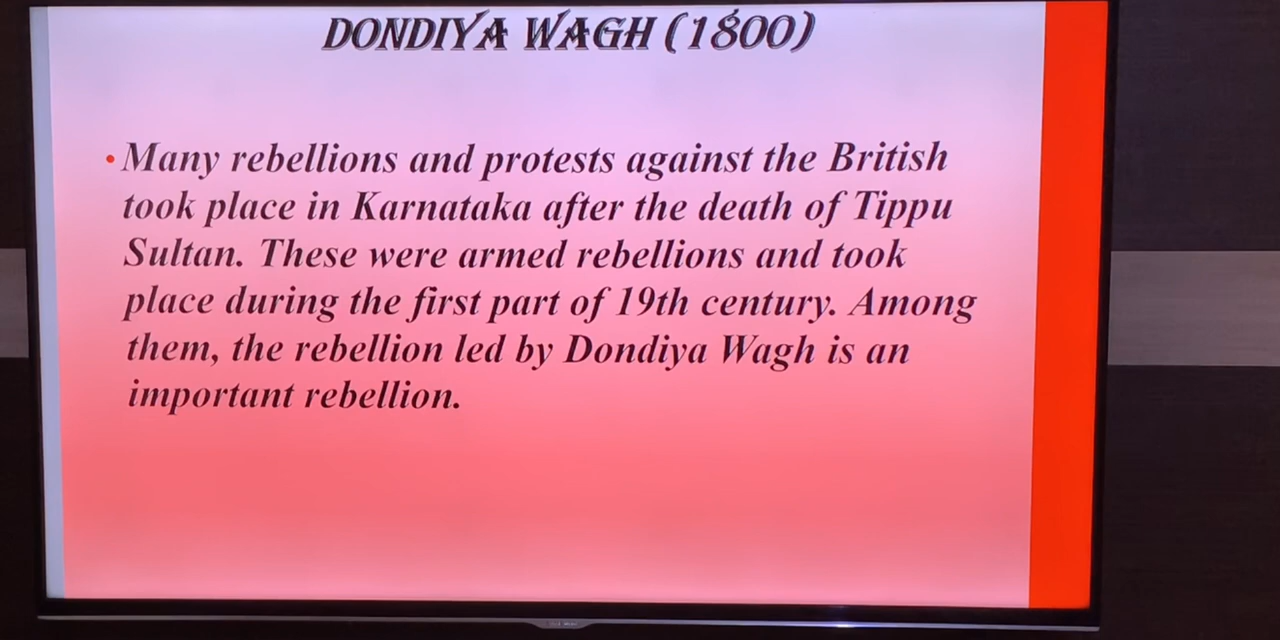 DONDIYA WAGH (1800)
• Many rebellions and protests against the British
took place in Karnataka after the death of Tippu
Sultan. These were armed rebellions and took
place during the first part of 19th century. Among
them, the rebellion led by Dondiya Wagh is an
important rebellion.